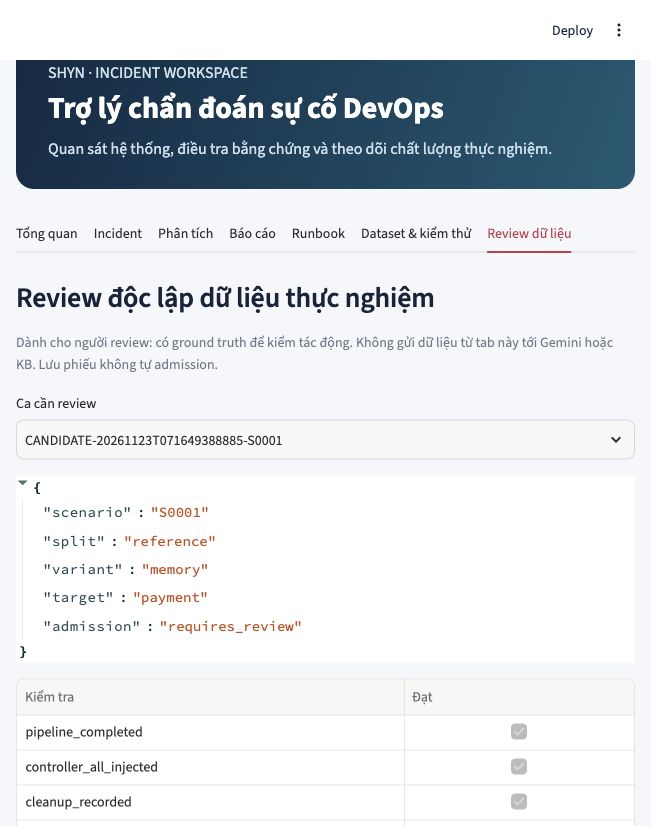 Deploy
SHYN · INCIDENT WORKSPACE
Trợ lý chẩn đoán sự cố DevOps
Quan sát hệ thống, điều tra bằng chứng và theo dõi chất lượng thực nghiệm.
Tổng quan Incident Phân tích Báo cáo Runbook Dataset & kiểm thử Review dữ liệu
Review độc lập dữ liệu thực nghiệm
Dành cho người review: có ground truth để kiểm tác động. Không gửi dữ liệu từ tab này tới Gemini hoặc
KB. Lưu phiếu không tự admission.
Ca cần review
CANDIDATE-20261123T071649388885-S0001
{
"scenario" : "S0001"
"split" : "reference"
"variant" : "memory"
"target" : "payment"
"admission" : "requires_review"
}
Kiểm tra Đạt
pipeline_completed
controller_all_injected
cleanup_recorded